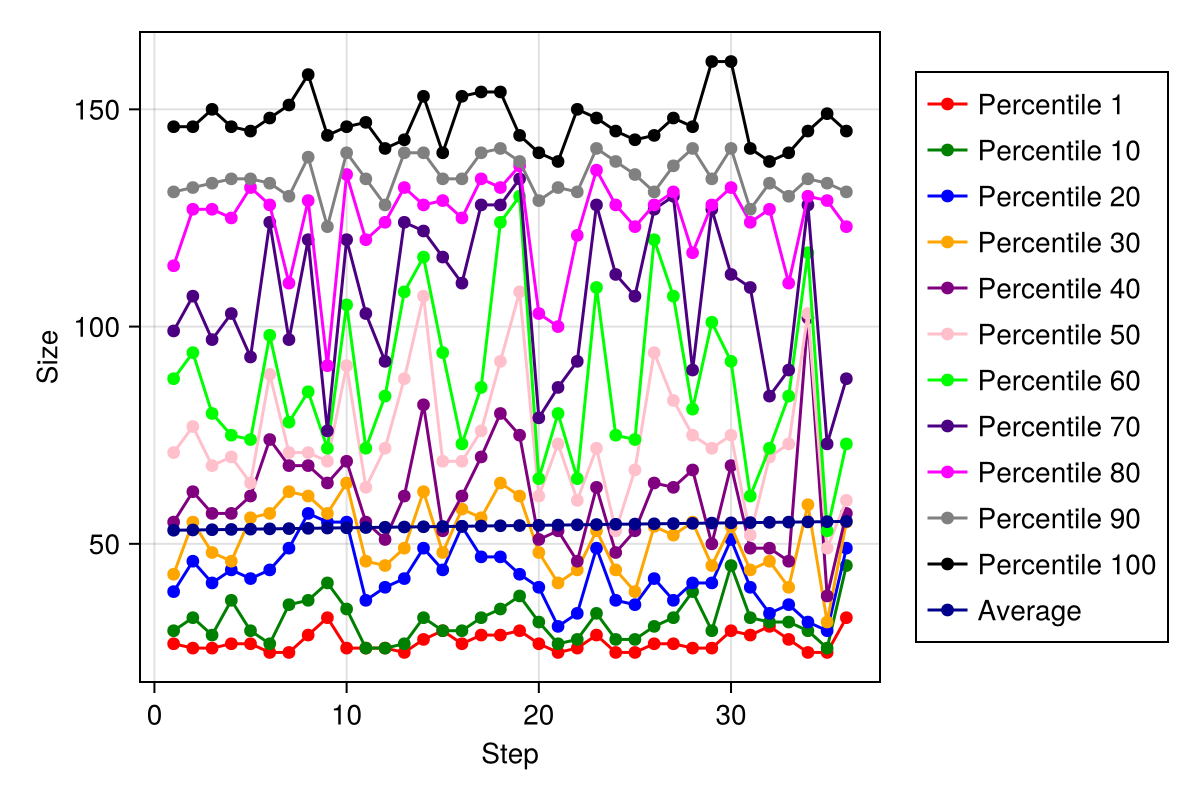 150
100
50
Size
0
10
20
30
Step
Percentile 1
Percentile 10
Percentile 20
Percentile 30
Percentile 40
Percentile 50
Percentile 60
Percentile 70
Percentile 80
Percentile 90
Percentile 100
Average